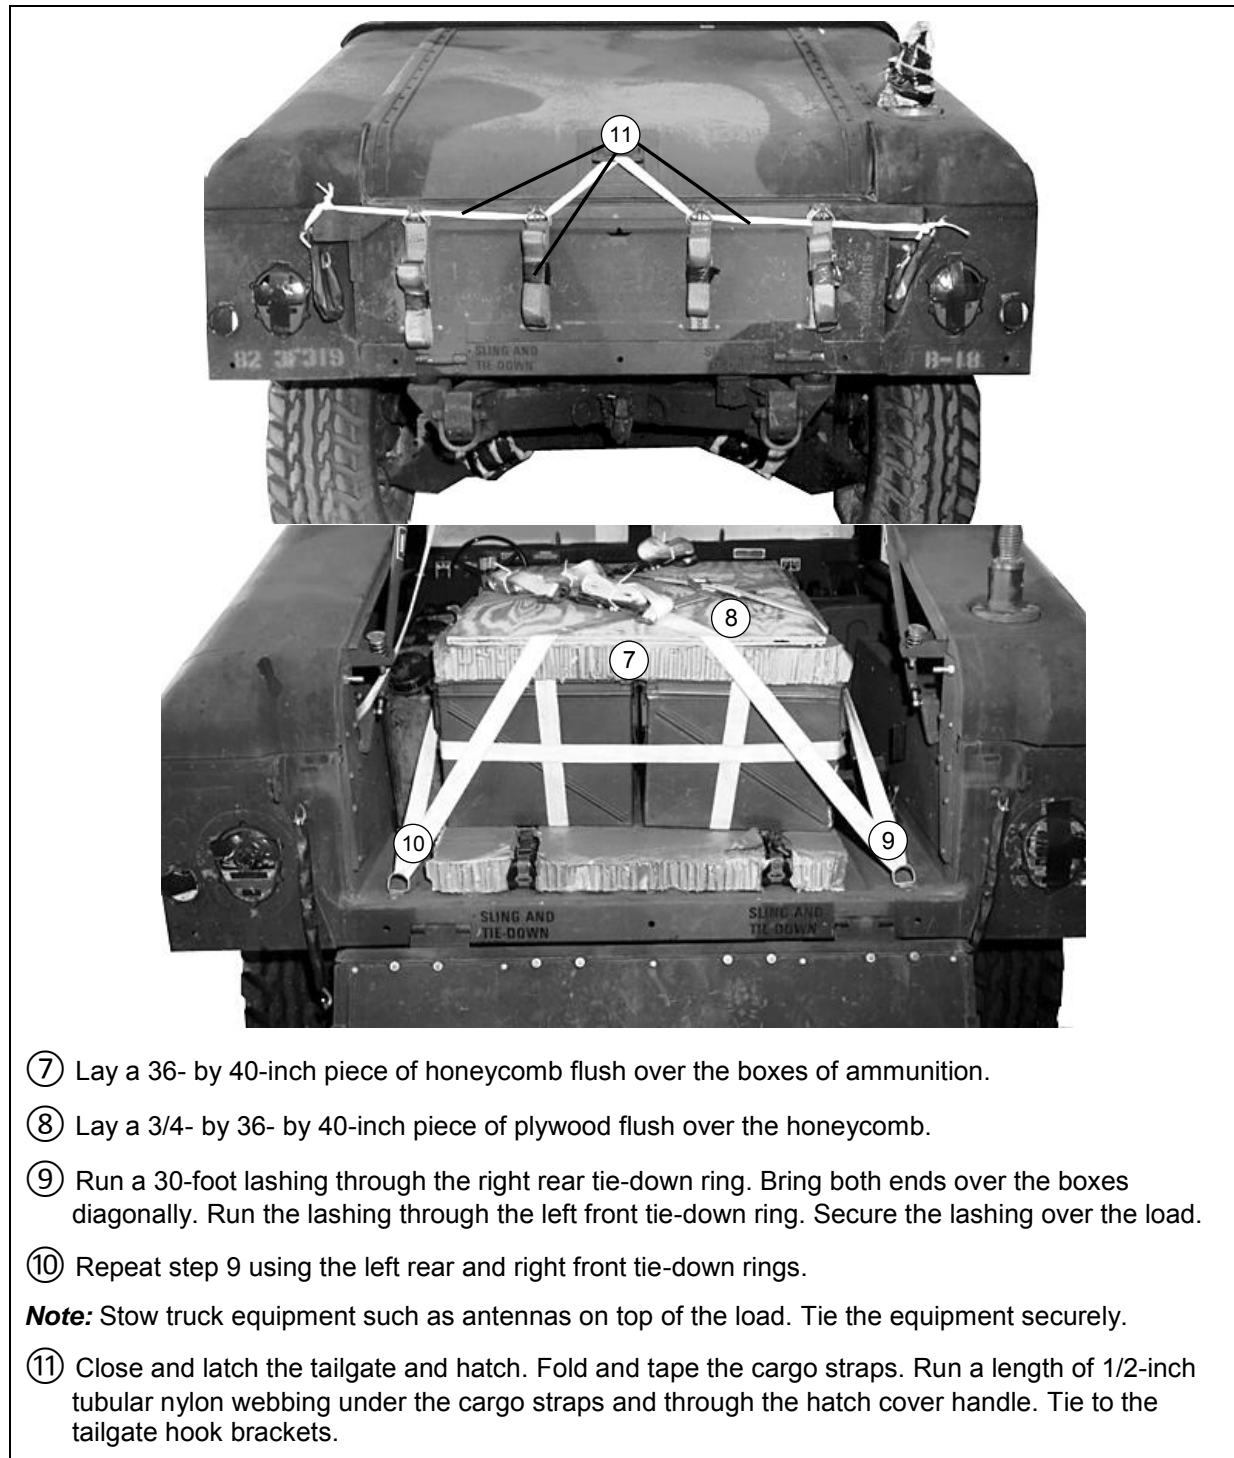 11
82 3F319
B-18
SLING AND
TIE-DOWN
8
7
10
9
SLING AND
TIE-DOWN
SLING AND
TIE-DOWN
⑦ Lay a 36- by 40-inch piece of honeycomb flush over the boxes of ammunition.
⑧ Lay a 3/4- by 36- by 40-inch piece of plywood flush over the honeycomb.
⑨ Run a 30-foot lashing through the right rear tie-down ring. Bring both ends over the boxes
diagonally. Run the lashing through the left front tie-down ring. Secure the lashing over the load.
⑩ Repeat step 9 using the left rear and right front tie-down rings.
Note: Stow truck equipment such as antennas on top of the load. Tie the equipment securely.
⑪ Close and latch the tailgate and hatch. Fold and tape the cargo straps. Run a length of 1/2-inch
tubular nylon webbing under the cargo straps and through the hatch cover handle. Tie to the
tailgate hook brackets.